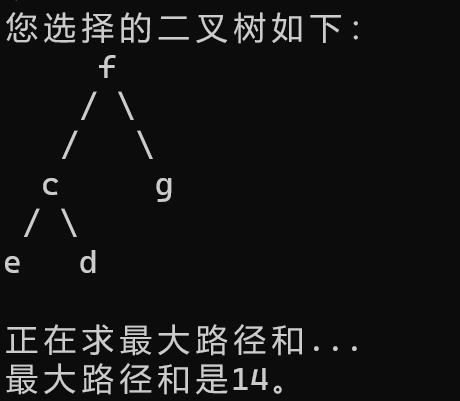 您选择的二叉树如下：
f
/ \
/ \
c g
/ \
e d
正在求最大路径和...
最大路径和是14。